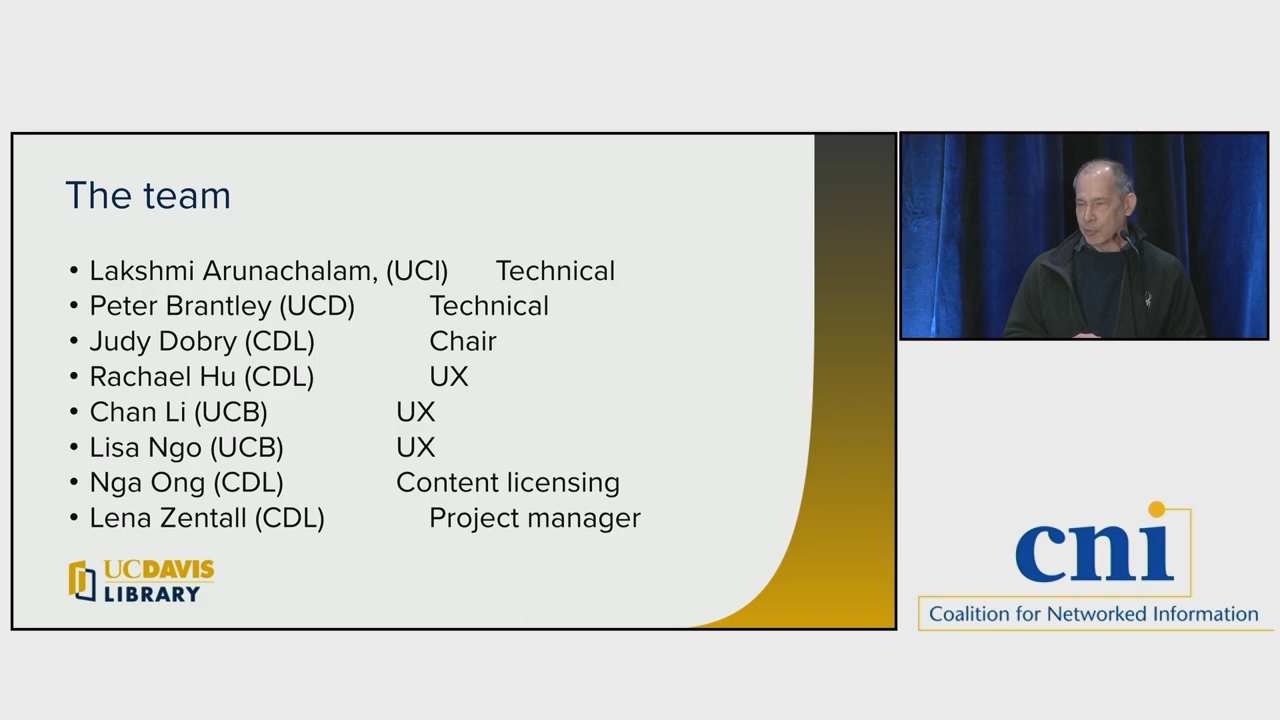 The team
• Lakshmi Arunachalam, (UCI) Technical
• Peter Brantley (UCD) Technical
• Judy Dobry (CDL) Chair
• Rachael Hu (CDL) UX
• Chan Li (UCB) UX
• Lisa Ngo (UCB) UX
• Nga Ong (CDL) Content licensing
• Lena Zentall (CDL) Project manager
UCDAVIS
LIBRARY
cni
Coalition for Networked Information